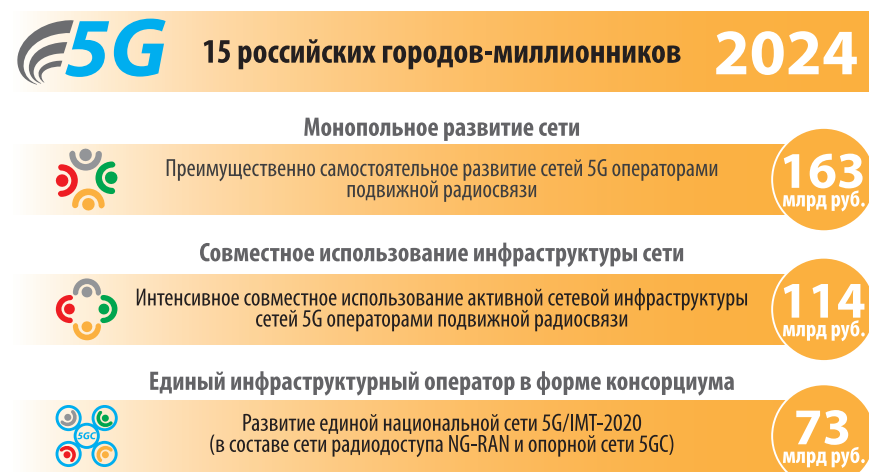 5G
15 российских городов-миллионников
2024
Монопольное развитие сети
Преимущественно самостоятельное развитие сетей 5G операторами
подвижной радиосвязи
163
млрд руб.
Совместное использование инфраструктуры сети
Интенсивное совместное использование активной сетевой инфраструктуры
сетей 5G операторами подвижной радиосвязи
114
млрд руб.
Единый инфраструктурный оператор в форме консорциума
5GC
Развитие единой национальной сети 5G/IMT-2020
(в составе сети радиодоступа NG-RAN и опорной сети 5GC)
73
млрд руб.